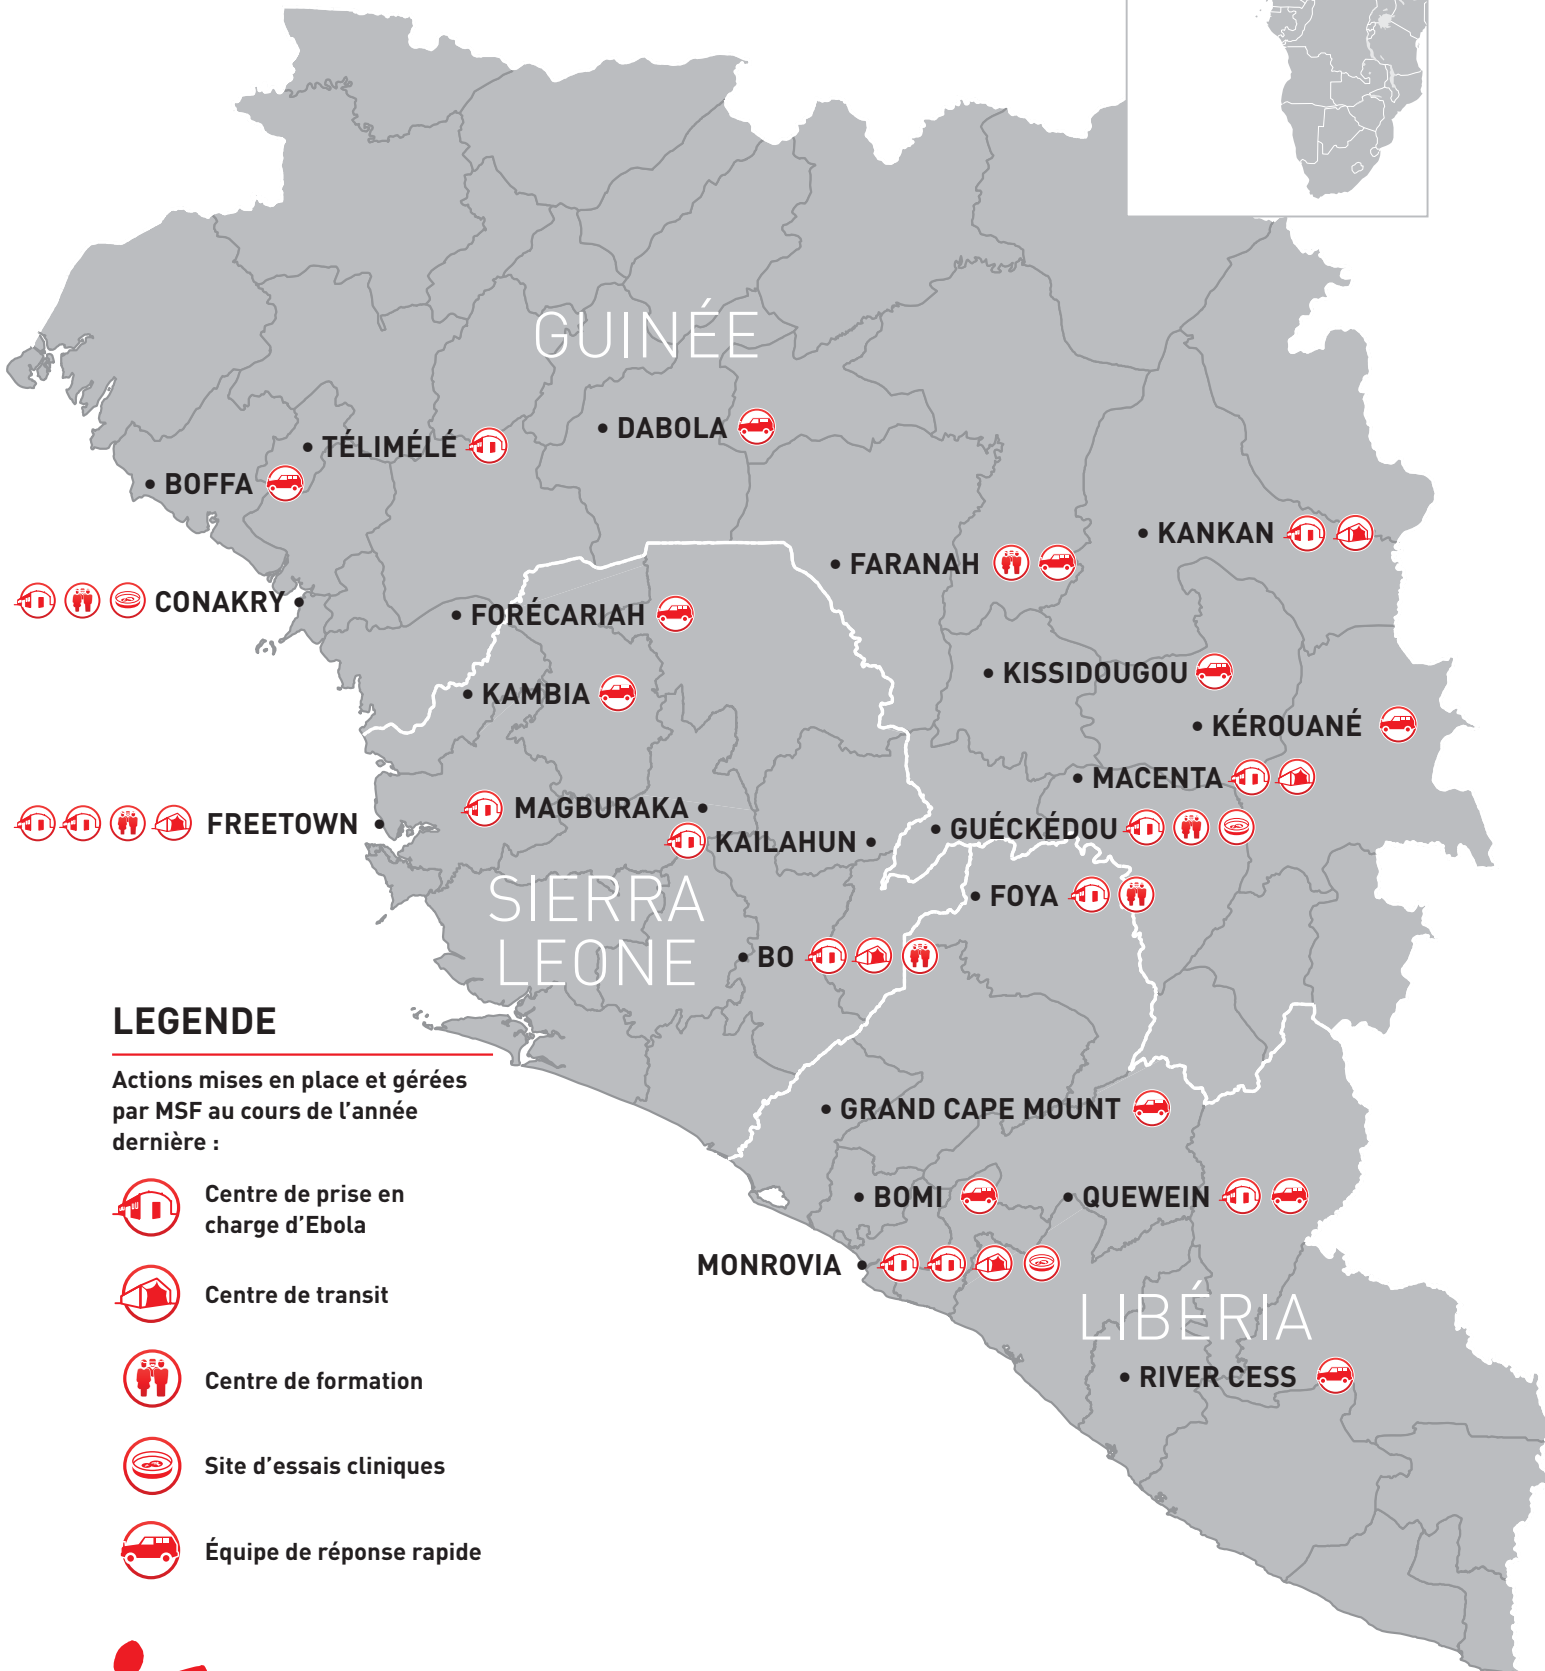 GUINÉE
• DABOLA
• TÉLIMÉLÉ
• BOFFA
• KANKAN
• FARANAH
CONAKRY •
• FORÉCARIAH
• KISSIDOUGOU
• KAMBIA
• KÉROUANÉ
• MACENTA
MAGBURAKA •
FREETOWN •
• GUÉCKÉDOU
KAILAHUN •
• FOYA
SIERRA
LEONE
• BO
LEGENDE
Actions mises en place et gérées
par MSF au cours de l’année
dernière :
Centre de prise en
charge d’Ebola
Centre de transit
Centre de formation
Site d’essais cliniques
Équipe de réponse rapide
• GRAND CAPE MOUNT
• BOMI
• QUEWEIN
MONROVIA •
LIBÉRIA
• RIVER CESS